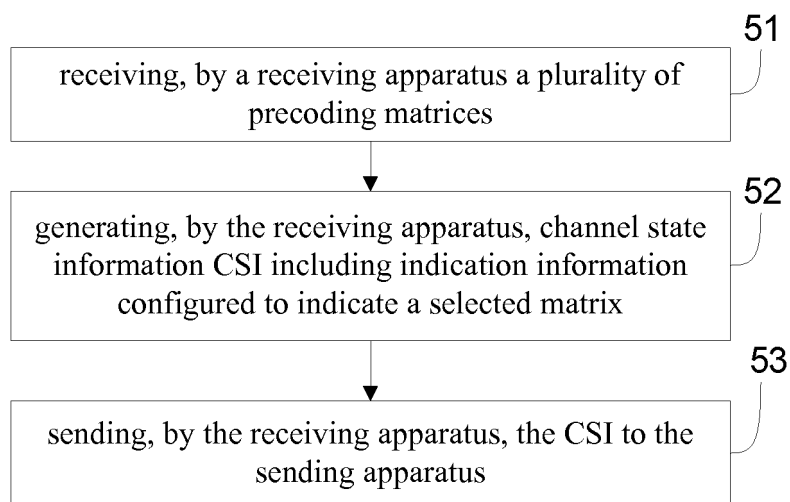 51
receiving, by a receiving apparatus a plurality of
precoding matrices
52
generating, by the receiving apparatus, channel state
information CSI including indication information
configured to indicate a selected matrix
53
sending, by the receiving apparatus, the CSI to the
sending apparatus